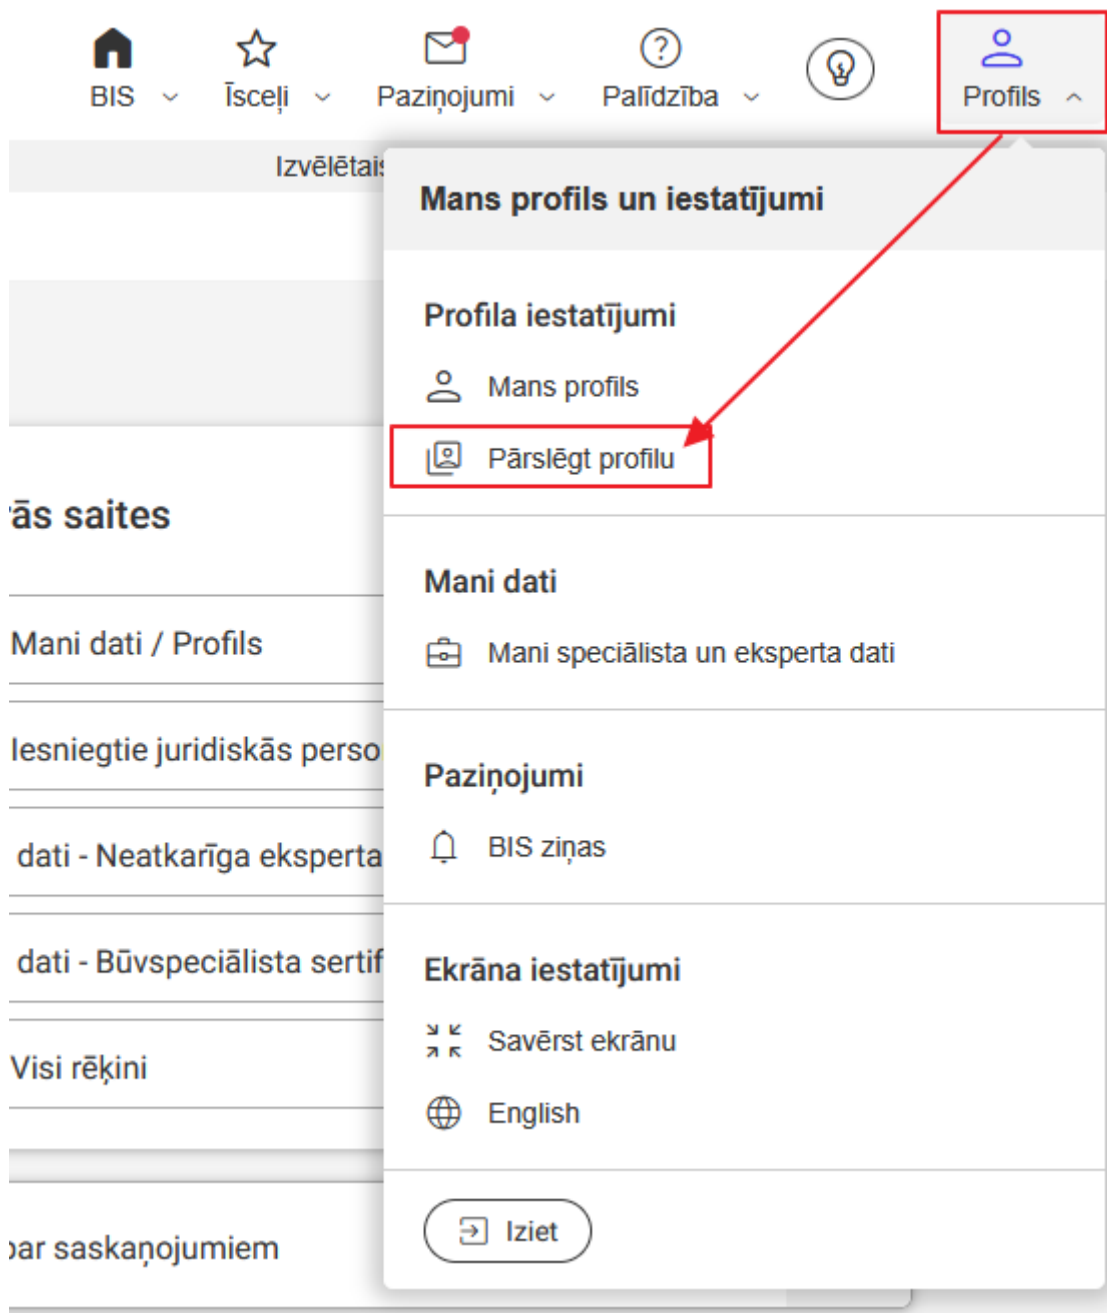 BIS
Īsceļi
Paziņojumi
Palīdzība
Profils
Izvēlētais
Mans profils un iestatījumi
Profila iestatījumi
Mans profils
Pārslēgt profilu
ās saites
Mani dati
Mani dati / Profils
Mani speciālista un eksperta dati
Iesniegtie juridiskās perso
Paziņojumi
dati - Neatkarīga eksperta
BIS ziņas
dati - Būvspeciālista sertif
Ekrāna iestatījumi
Visi rēķini
Savērst ekrānu
English
par saskaņojumiem
Iziet